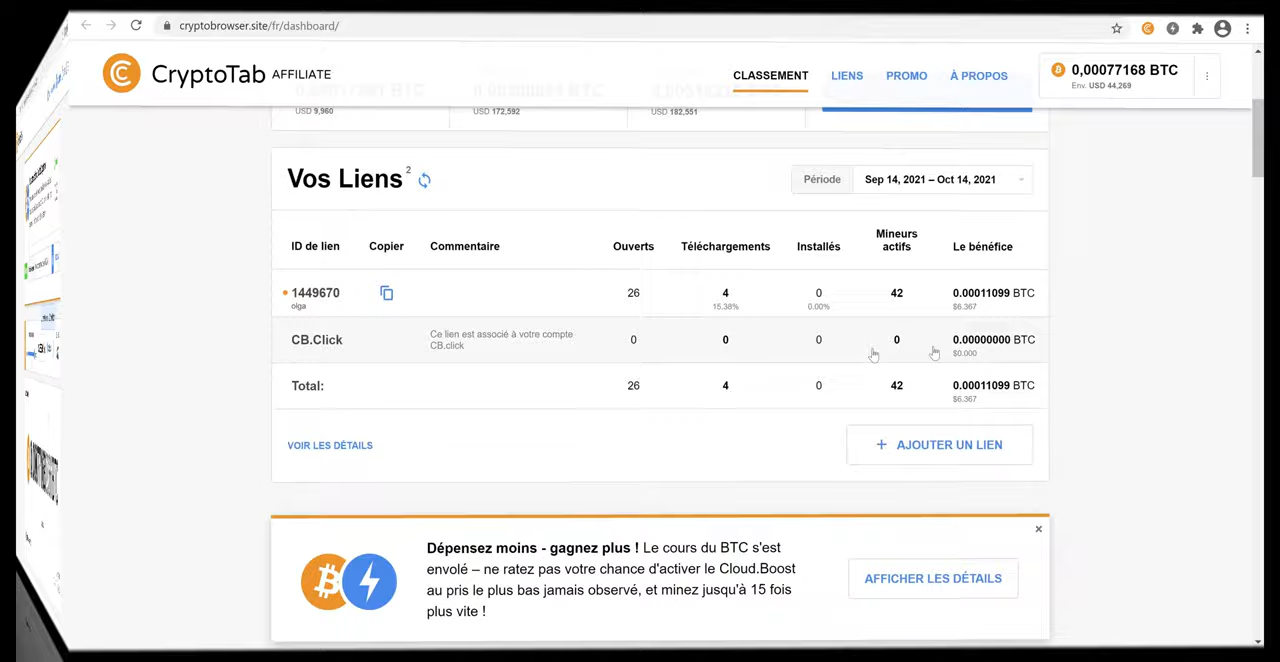 cryptobrowser.site/fr/dashboard/
CryptoTab AFFILIATE
CLASSEMENT LIENS PROMO À PROPOS
0,00077168 BTC
Env. USD 44,269
USD 9,960 USD 172,592 USD 182,551
Vos Liens 2
Période Sep 14, 2021 – Oct 14, 2021
ID de lien Copier Commentaire Ouverts Téléchargements Installés Mineurs actifs Le bénéfice
1449670 26 4 0 42 0.00011099 BTC
olga 15.38% 0.00% $6.367
CB.Click Ce lien est associé à votre compte CB.click 0 0 0 0 0.00000000 BTC
$0.000
Total: 26 4 0 42 0.00011099 BTC
$6.367
VOIR LES DÉTAILS
+ AJOUTER UN LIEN
Dépensez moins - gagnez plus ! Le cours du BTC s'est
envolé – ne ratez pas votre chance d'activer le Cloud.Boost
au pris le plus bas jamais observé, et minez jusqu'à 15 fois
plus vite !
AFFICHER LES DÉTAILS